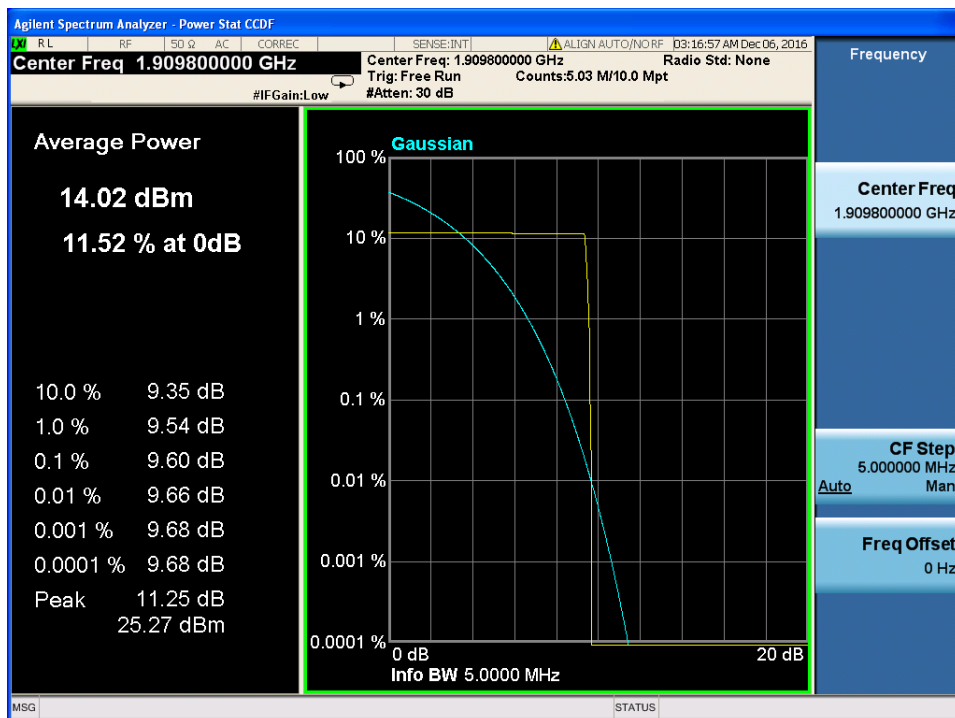 Agilent Spectrum Analyzer - Power Stat CCDF
LXI RL RF 50 Ω AC CORREC SENSE:INT ALIGN AUTO/NO RF 03:16:57 AM Dec 06, 2016
Center Freq 1.909800000 GHz
Center Freq: 1.909800000 GHz Radio Std: None
Trig: Free Run Counts:5.03 M/10.0 Mpt
#IFGain:Low #Atten: 30 dB
Average Power
14.02 dBm
11.52 % at 0dB
10.0 % 9.35 dB
1.0 % 9.54 dB
0.1 % 9.60 dB
0.01 % 9.66 dB
0.001 % 9.68 dB
0.0001 % 9.68 dB
Peak 11.25 dB
25.27 dBm
Gaussian
100 %
10 %
1 %
0.1 %
0.01 %
0.001 %
0.0001 %
0 dB 20 dB
Info BW 5.0000 MHz
Frequency
Center Freq
1.909800000 GHz
CF Step
5.000000 MHz
Auto Man
Freq Offset
0 Hz
MSG STATUS